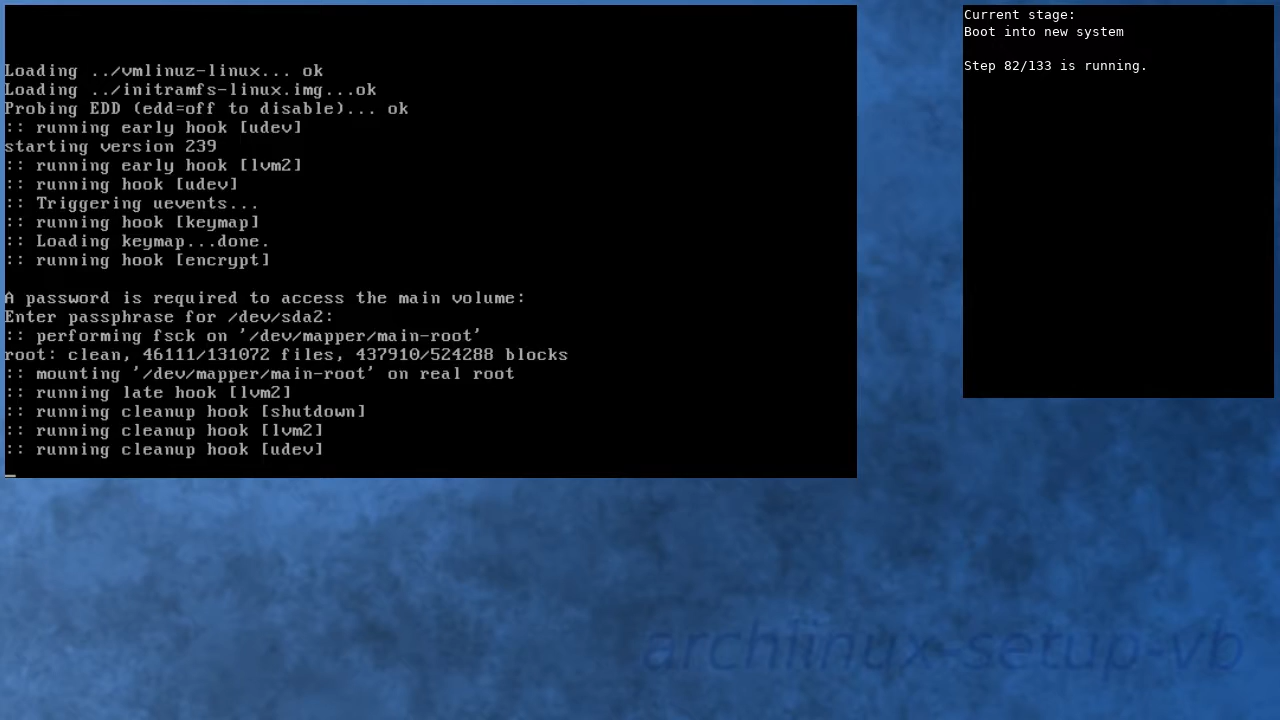 Loading ../vmlinuz-linux... ok
Loading ../initramfs-linux.img...ok
Probing EDD (edd=off to disable)... ok
:: running early hook [udev]
starting version 239
:: running early hook [lvm2]
:: running hook [udev]
:: Triggering uevents...
:: running hook [keymap]
:: Loading keymap...done.
:: running hook [encrypt]
A password is required to access the main volume:
Enter passphrase for /dev/sda2:
:: performing fsck on '/dev/mapper/main-root'
root: clean, 46111/131072 files, 437910/524288 blocks
:: mounting '/dev/mapper/main-root' on real root
:: running late hook [lvm2]
:: running cleanup hook [shutdown]
:: running cleanup hook [lvm2]
:: running cleanup hook [udev]
_
Current stage:
Boot into new system
Step 82/133 is running.
archlinux-setup-vb